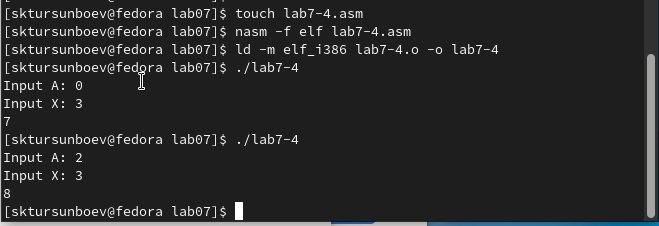 [sktursunboev@fedora lab07]$ touch lab7-4.asm
[sktursunboev@fedora lab07]$ nasm -f elf lab7-4.asm
[sktursunboev@fedora lab07]$ ld -m elf_i386 lab7-4.o -o lab7-4
[sktursunboev@fedora lab07]$ ./lab7-4
Input A: 0
Input X: 3
7
[sktursunboev@fedora lab07]$ ./lab7-4
Input A: 2
Input X: 3
8
[sktursunboev@fedora lab07]$